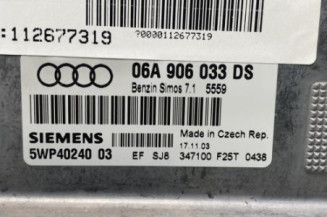 :112677319
?0000112677319
06A 906 033 DS
Benzin Simos 7.1 5559
Made in Czech Rep.
SIEMENS
17.11.03
5WP40240 03
EF SJ8 347100 F25T 0438